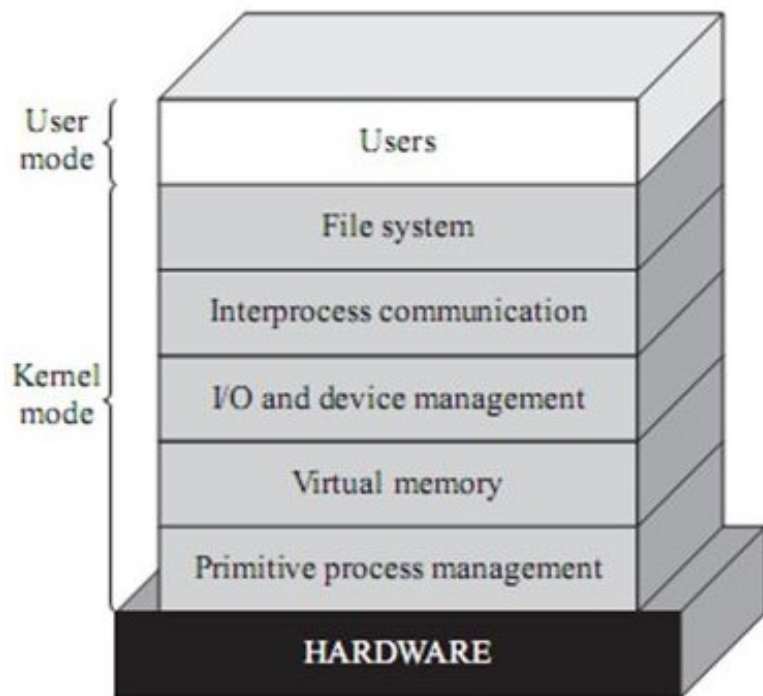 User
mode
Users
File system
Interprocess communication
Kernel
mode
I/O and device management
Virtual memory
Primitive process management
HARDWARE